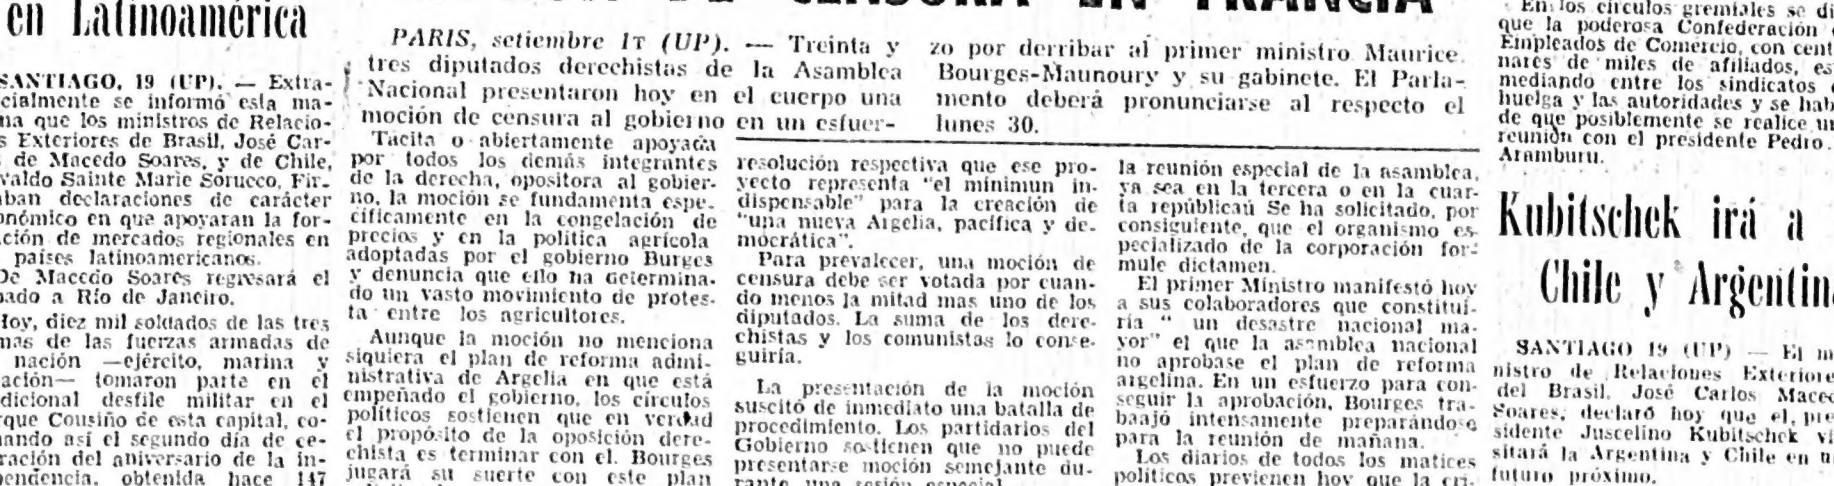 en Latinoamérica
SANTIAGO, 19 (UP). — Extra-
cialmente se informó esta ma-
na que los ministros de Relacio-
s Exteriores de Brasil, José Car-
de Macedo Soares, y de Chile,
valdo Sainte Marie Sorucco, Fir-
ban declaraciones de carácter
onómico en que apoyaran la for-
ción de mercados regionales en
países latinoamericanos.
De Macedo Soares regresará el
bado a Río de Janeiro.
Hoy, diez mil soldados de las tres
mas de las fuerzas armadas de
nación —ejército, marina y
ación— tomaron parte en el
dicional desfile militar en el
rque Cousiño de esta capital, co-
nando así el segundo día de ce-
ración del aniversario de la in-
pendencia, obtenida hace 147
DE CENSURA EN FRANCIA
PARIS, setiembre 1T (UP). — Treinta y
tres diputados derechistas de la Asamblea
Nacional presentaron hoy en el cuerpo una
moción de censura al gobierno en un esfuer-
zo por derribar al primer ministro Maurice
Bourges-Maunoury y su gabinete. El Parla-
mento deberá pronunciarse al respecto el
lunes 30.
Tácita o abiertamente apoyada
por todos los demás integrantes
de la derecha, opositora al gobier-
no, la moción se fundamenta espe-
cíficamente en la congelación de
precios y en la política agrícola
adoptadas por el gobierno Burges
y denuncia que ello ha determina-
do un vasto movimiento de protes-
ta entre los agricultores.
Aunque la moción no menciona
siquiera el plan de reforma admi-
nistrativa de Argelia en que está
empeñado el gobierno, los círculos
políticos sostienen que en verdad
el propósito de la oposición dere-
chista es terminar con el. Bourges
jugará su suerte con este plan
resolución respectiva que ese pro-
yecto representa "el mínimun in-
dispensable" para la creación de
"una nueva Argelia, pacífica y de-
mocrática".
Para prevalecer, una moción de
censura debe ser votada por cuan-
do menos la mitad mas uno de los
diputados. La suma de los dere-
chistas y los comunistas lo conse-
guiría.
La presentación de la moción
suscitó de inmediato una batalla de
procedimiento. Los partidarios del
Gobierno sostienen que no puede
presentarse moción semejante du-
rante una sesión especial
la reunión especial de la asamblea,
ya sea en la tercera o en la cuar-
ta repúblicaú Se ha solicitado, por
consiguiente, que el organismo es-
pecializado de la corporación for-
mule dictamen.
El primer Ministro manifestó hoy
a sus colaboradores que constitui-
ría " un desastre nacional ma-
yor" el que la asamblea nacional
no aprobase el plan de reforma
argelina. En un esfuerzo para con-
seguir la aprobación, Bourges tra-
baajó intensamente preparándose
para la reunión de mañana.
Los diarios de todos los matices
políticos previenen hoy que la cri-
En los círculos gremiales se di
que la poderosa Confederación
Empleados de Comercio, con cent
nares de miles de afiliados, es
mediando entre los sindicatos
huelga y las autoridades y se hab
de que posiblemente se realice un
reunión con el presidente Pedro
Aramburu.
Kubitschek irá a
Chile y Argentina
SANTIAGO 19 (UP) — El m
nistro de Relaciones Exteriore
del Brasil, José Carlos Maced
Soares, declaró hoy que el, pre
sidente Juscelino Kubitschek vi
sitará la Argentina y Chile en u
futuro próximo.